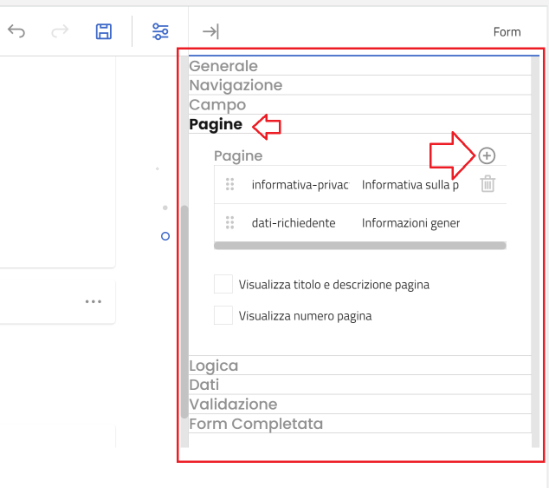 Form
Generale
Navigazione
Campo
Pagine
Pagine
informativa-privac Informativa sulla p
dati-richiedente Informazioni gener
Visualizza titolo e descrizione pagina
Visualizza numero pagina
Logica
Dati
Validazione
Form Completata